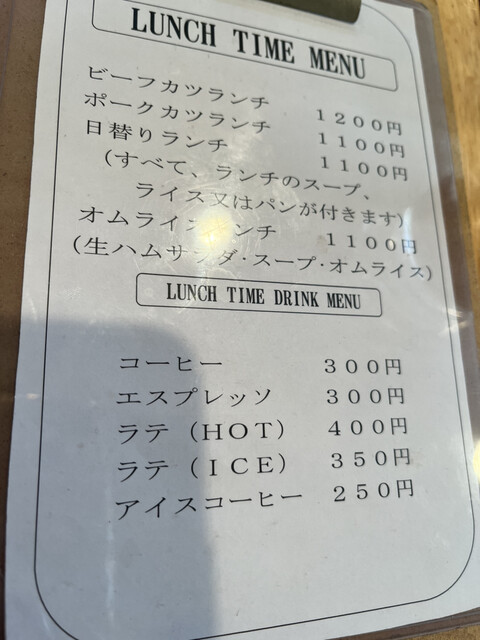 LUNCH TIME MENU
ビーフカツランチ 1200円
ポークカツランチ 1100円
日替りランチ 1100円
(すべて、ランチのスープ、
ライス又はパンが付きます)
オムライスランチ 1100円
(生ハムサラダ・スープ・オムライス)
LUNCH TIME DRINK MENU
コーヒー 300円
エスプレッソ 300円
ラテ(HOT) 400円
ラテ(ICE) 350円
アイスコーヒー 250円